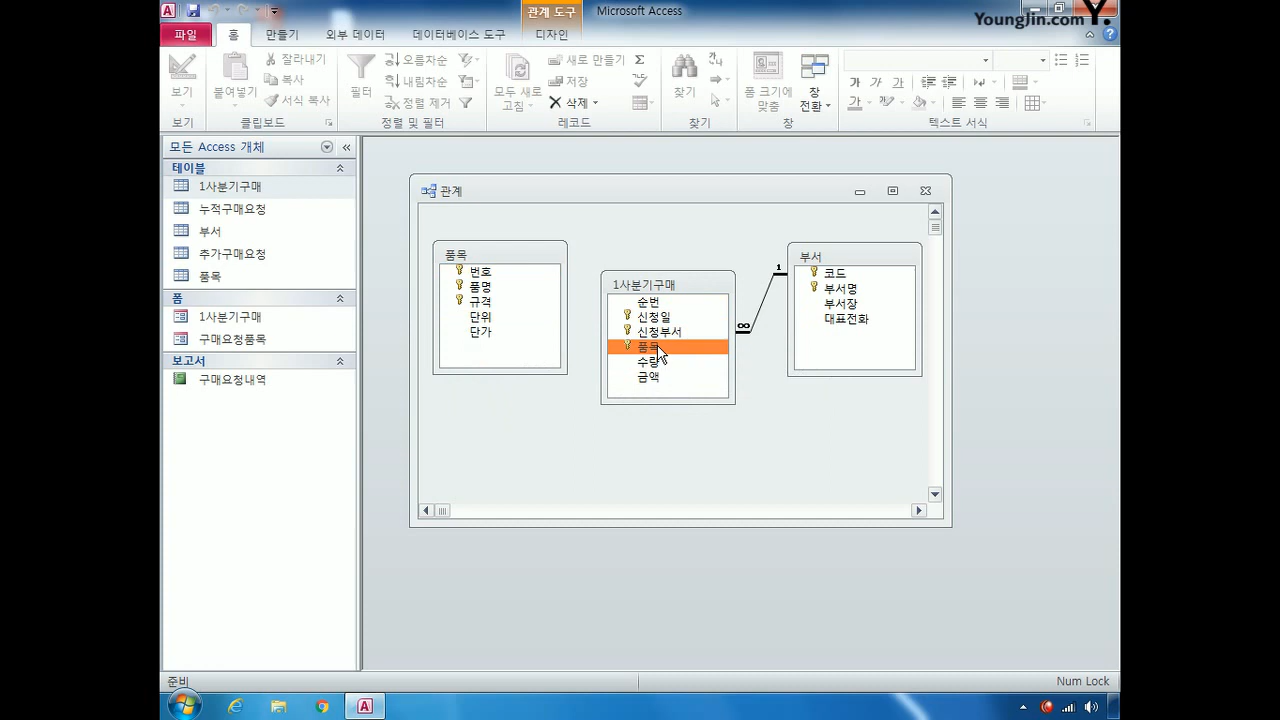 관계 도구
Microsoft Access
YoungJin.com Y.
파일
홈
만들기
외부 데이터
데이터베이스 도구
디자인
보기
붙여넣기
잘라내기
복사
서식 복사
필터
오름차순
내림차순
정렬 제거
모두 새로
고침
새로 만들기
저장
삭제
찾기
폼 크기에
맞춤
창
전환
가 가 가
가
보기
클립보드
정렬 및 필터
레코드
찾기
창
텍스트 서식
모든 Access 개체
테이블
1사분기구매
누적구매요청
부서
추가구매요청
품목
폼
1사분기구매
구매요청품목
보고서
구매요청내역
관계
품목
번호
품명
규격
단위
단가
1사분기구매
순번
신청일
신청부서
품목
수량
금액
∞
1
부서
코드
부서명
부서장
대표전화
준비
Num Lock